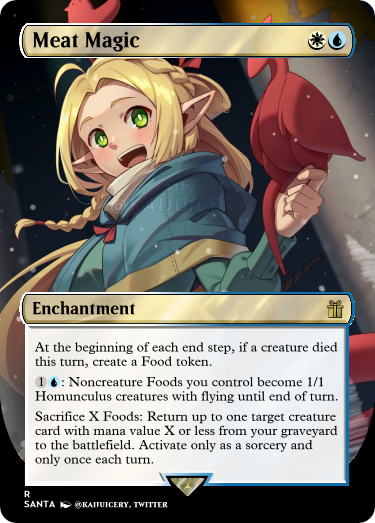 Meat Magic
Enchantment
At the beginning of each end step, if a creature died
this turn, create a Food token.
1U: Noncreature Foods you control become 1/1
Homunculus creatures with flying until end of turn.
Sacrifice X Foods: Return up to one target creature
card with mana value X or less from your graveyard
to the battlefield. Activate only as a sorcery and
only once each turn.
R
SANTA @KAIJUICERY, TWITTER